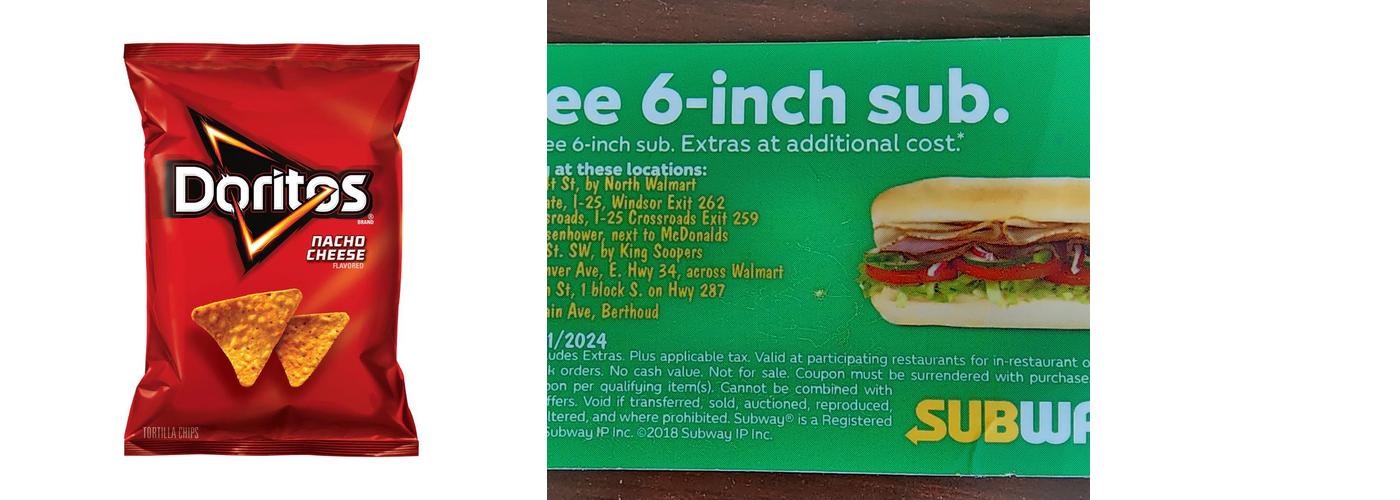 Doritos
® BRAND
NACHO
CHEESE
FLAVORED
TORTILLA CHIPS
ee 6-inch sub.
ee 6-inch sub. Extras at additional cost.*
at these locations:
St, by North Walmart
I-25, Windsor Exit 262
sroads, I-25 Crossroads Exit 259
senhower, next to McDonalds
St. SW, by King Soopers
nver Ave, E. Hwy 34, across Walmart
St, 1 block S. on Hwy 287
ain Ave, Berthoud
1/2024
udes Extras. Plus applicable tax. Valid at participating restaurants for in-restaurant o
k orders. No cash value. Not for sale. Coupon must be surrendered with purchase
pon per qualifying item(s). Cannot be combined with
ffers. Void if transferred, sold, auctioned, reproduced,
ltered, and where prohibited. Subway® is a Registered
Subway IP Inc. ©2018 Subway IP Inc.
SUBWA